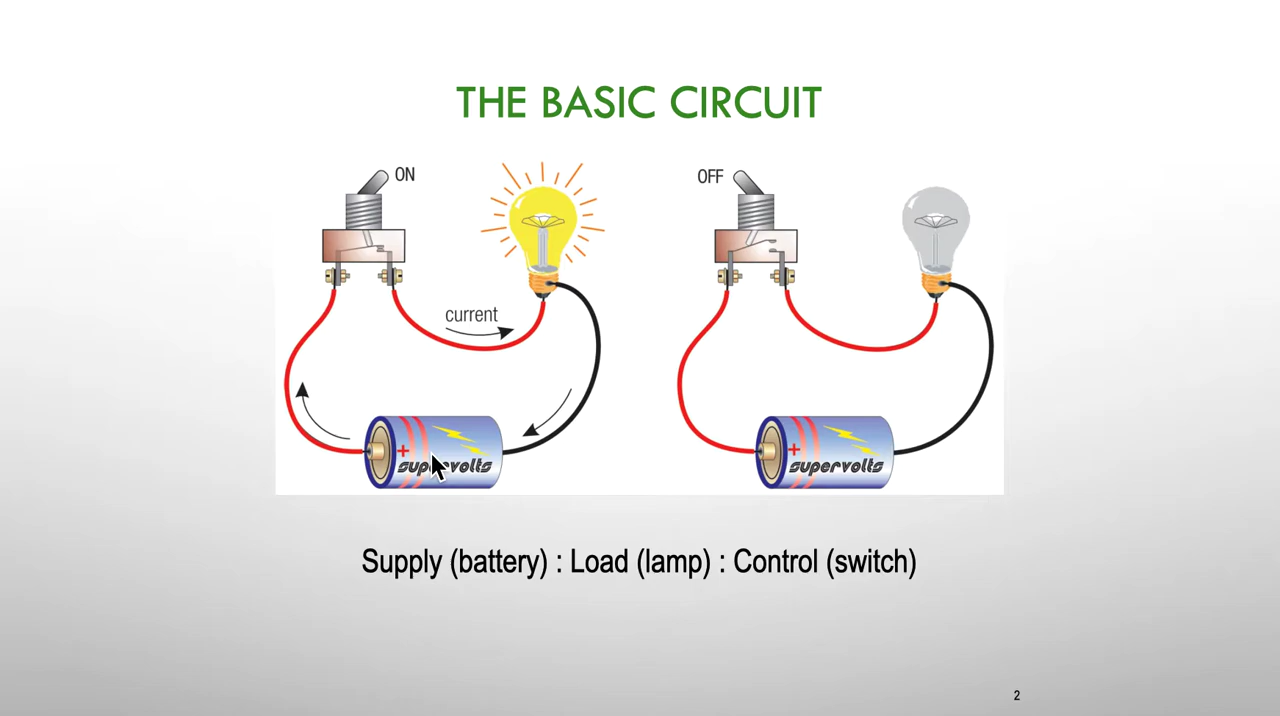 THE BASIC CIRCUIT
ON
OFF
current
+ supervolts
+ supervolts
Supply (battery) : Load (lamp) : Control (switch)
2